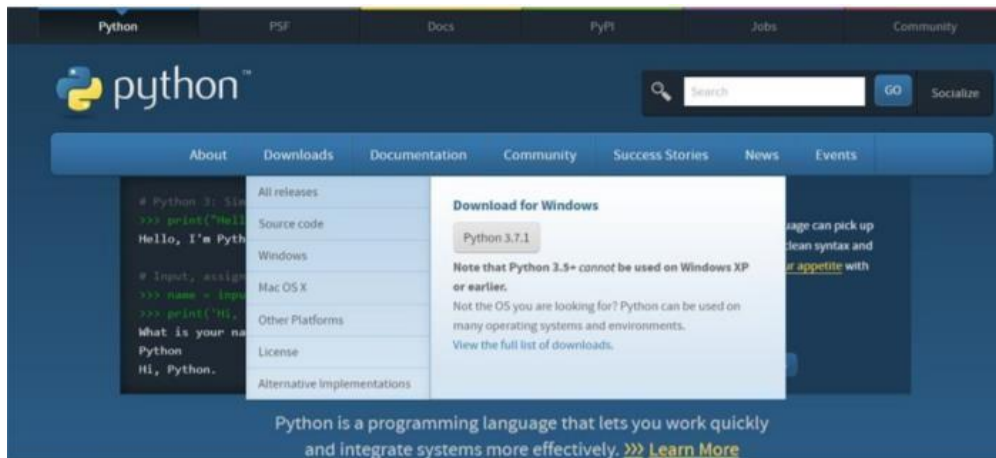 Python PSF Docs PyPI Jobs Community
python™
Search GO Socialize
About Downloads Documentation Community Success Stories News Events
# Python 3: Sim
>>> print("Hell
Hello, I'm Pyth
# Input, assign
>>> name = inpu
>>> print('Hi,
What is your na
Python
Hi, Python.
All releases
Source code
Windows
Mac OS X
Other Platforms
License
Alternative Implementations
Download for Windows
Python 3.7.1
Note that Python 3.5+ cannot be used on Windows XP
or earlier.
Not the OS you are looking for? Python can be used on
many operating systems and environments.
View the full list of downloads.
uage can pick up
clean syntax and
ur appetite with
Python is a programming language that lets you work quickly
and integrate systems more effectively. >>> Learn More